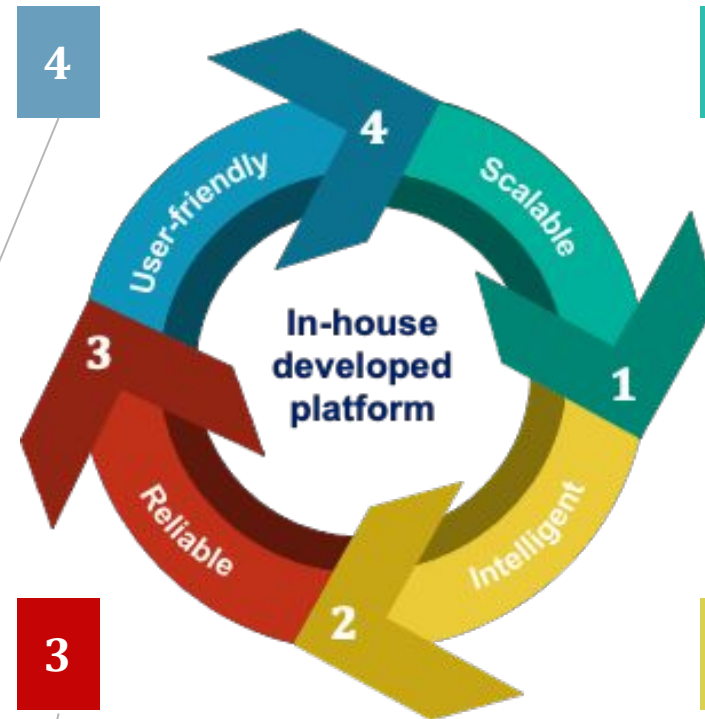 4
4
Scalable
User-friendly
In-house
developed
platform
3
1
Reliable
Intelligent
2
3